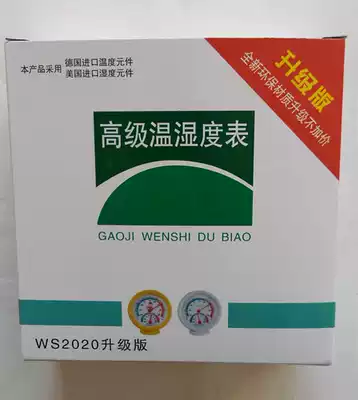 本产品采用
德国进口温度元件
美国进口湿度元件
升级版
全新环保材质升级不加价
高级温湿度表
GAOJI WENSHI DU BIAO
WS2020升级版